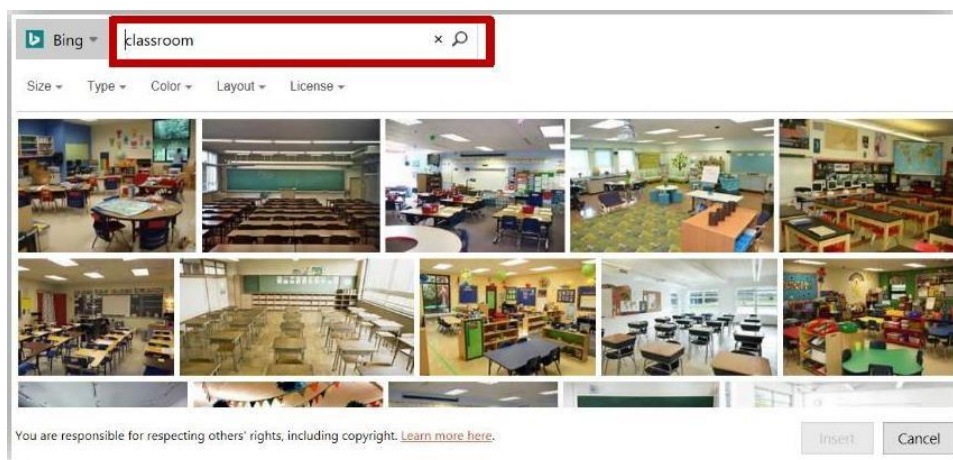 Bing classroom ×
Size Type Color Layout License
You are responsible for respecting others' rights, including copyright. Learn more here. Insert Cancel